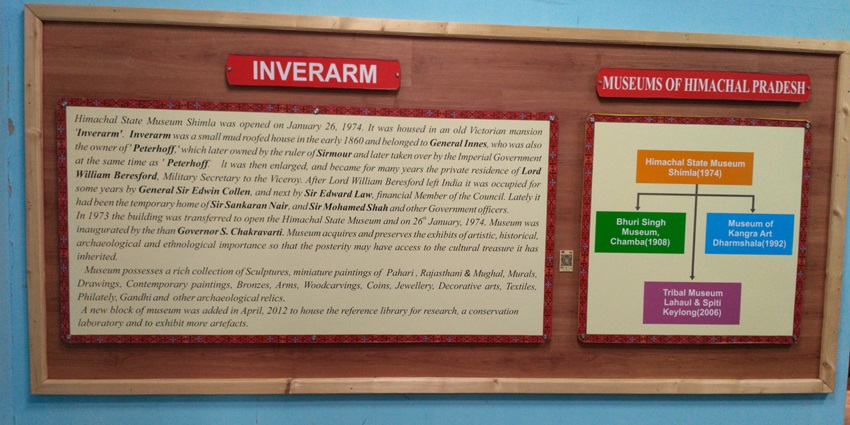 INVERARM
Himachal State Museum Shimla was opened on January 26, 1974. It was housed in an old Victorian mansion
'Inverarm'. Inverarm was a small mud roofed house in the early 1860 and belonged to General Innes, who was also
the owner of ' Peterhoff,' which later owned by the ruler of Sirmour and later taken over by the Imperial Government
at the same time as ' Peterhoff. It was then enlarged, and became for many years the private residence of Lord
William Beresford, Military Secretary to the Viceroy. After Lord William Beresford left India it was occupied for
some years by General Sir Edwin Collen, and next by Sir Edward Law, financial Member of the Council. Lately it
had been the temporary home of Sir Sankaran Nair, and Sir Mohamed Shah and other Government officers.
In 1973 the building was transferred to open the Himachal State Museum and on 26th January, 1974. Museum was
inaugurated by the than Governor S. Chakravarti. Museum acquires and preserves the exhibits of artistic, historical,
archaeological and ethnological importance so that the posterity may have access to the cultural treasure it has
inherited.
Museum possesses a rich collection of Sculptures, miniature paintings of Pahari , Rajasthani & Mughal, Murals,
Drawings, Contemporary paintings, Bronzes, Arms, Woodcarvings, Coins, Jewellery, Decorative arts, Textiles,
Philately, Gandhi and other archaeological relics.
A new block of museum was added in April, 2012 to house the reference library for research, a conservation
laboratory and to exhibit more artefacts.
MUSEUMS OF HIMACHAL PRADESH
Himachal State Museum
Shimla(1974)
Bhuri Singh
Museum,
Chamba(1908)
Museum of
Kangra Art
Dharmshala(1992)
Tribal Museum
Lahaul & Spiti
Keylong(2006)